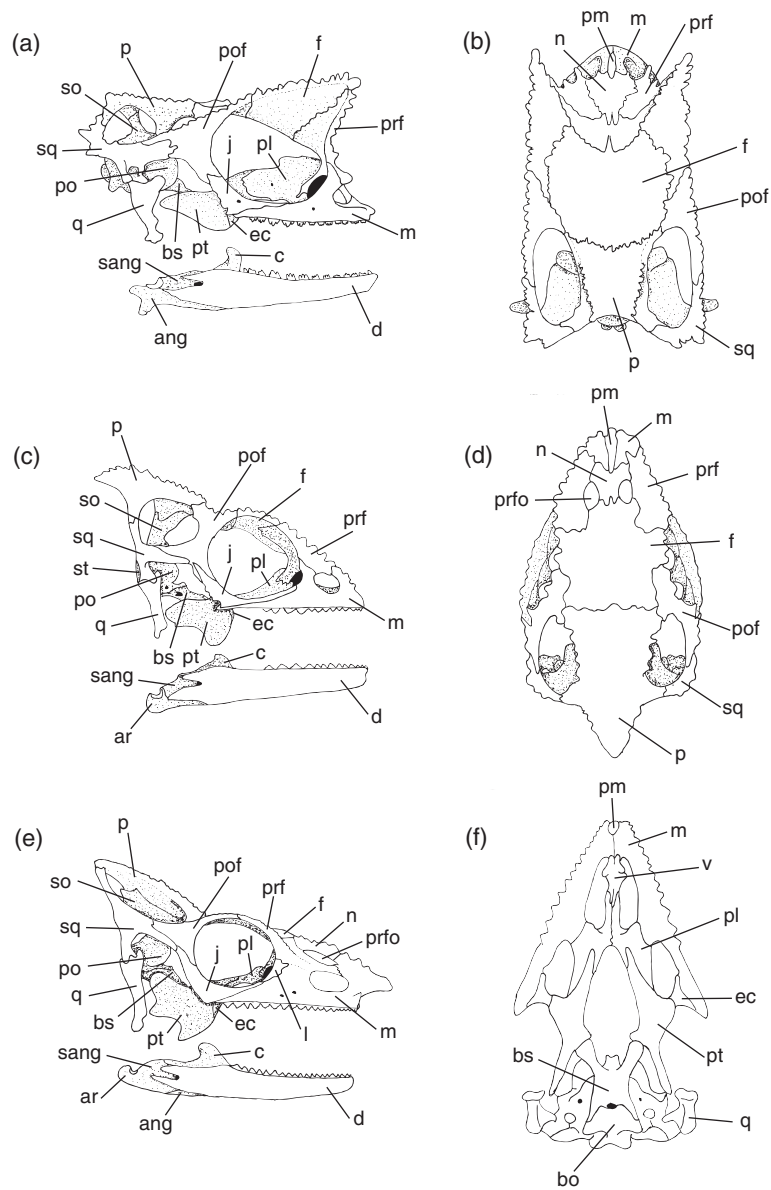 (a)
p
pof
f
so
prf
sq
j
pl
po
q
bs
pt
ec
m
sang
c
ang
d
(b)
pm
m
n
prf
f
pof
p
sq
(c)
p
pof
f
so
prf
sq
j
pl
st
po
q
bs
pt
ec
m
sang
c
ar
d
(d)
pm
m
n
prf
prfo
f
pof
sq
p
(e)
p
pof
prf
f
n
so
prfo
sq
pl
po
j
q
bs
pt
ec
l
m
sang
c
ar
ang
d
(f)
pm
m
v
pl
ec
pt
bs
q
bo